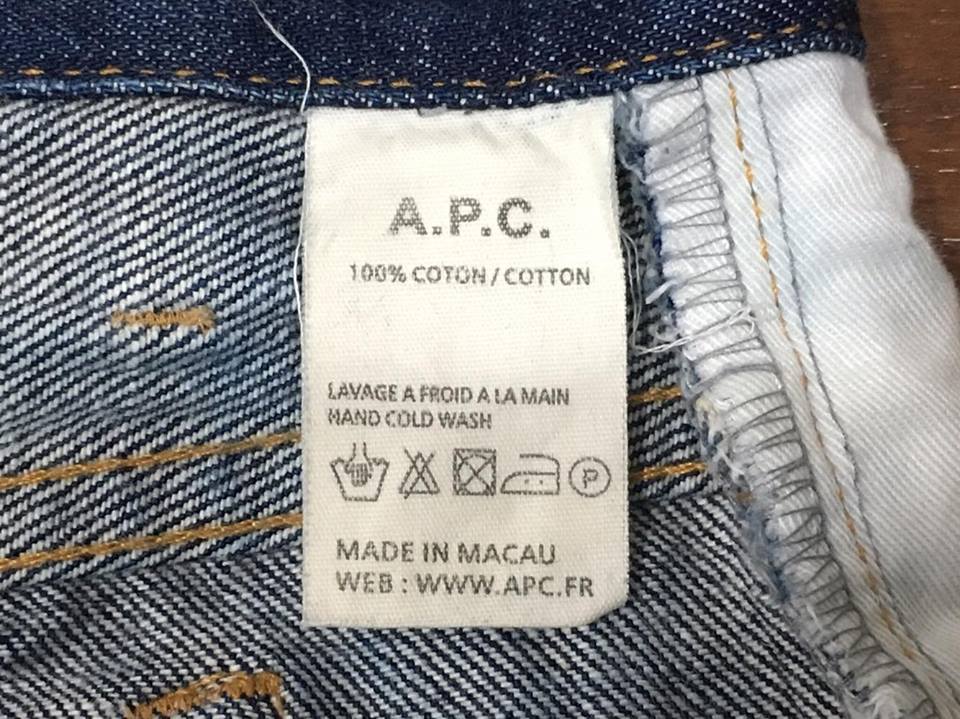 A.P.C.
100% COTON / COTTON
LAVAGE A FROID A LA MAIN
HAND COLD WASH
P
MADE IN MACAU
WEB : WWW.APC.FR